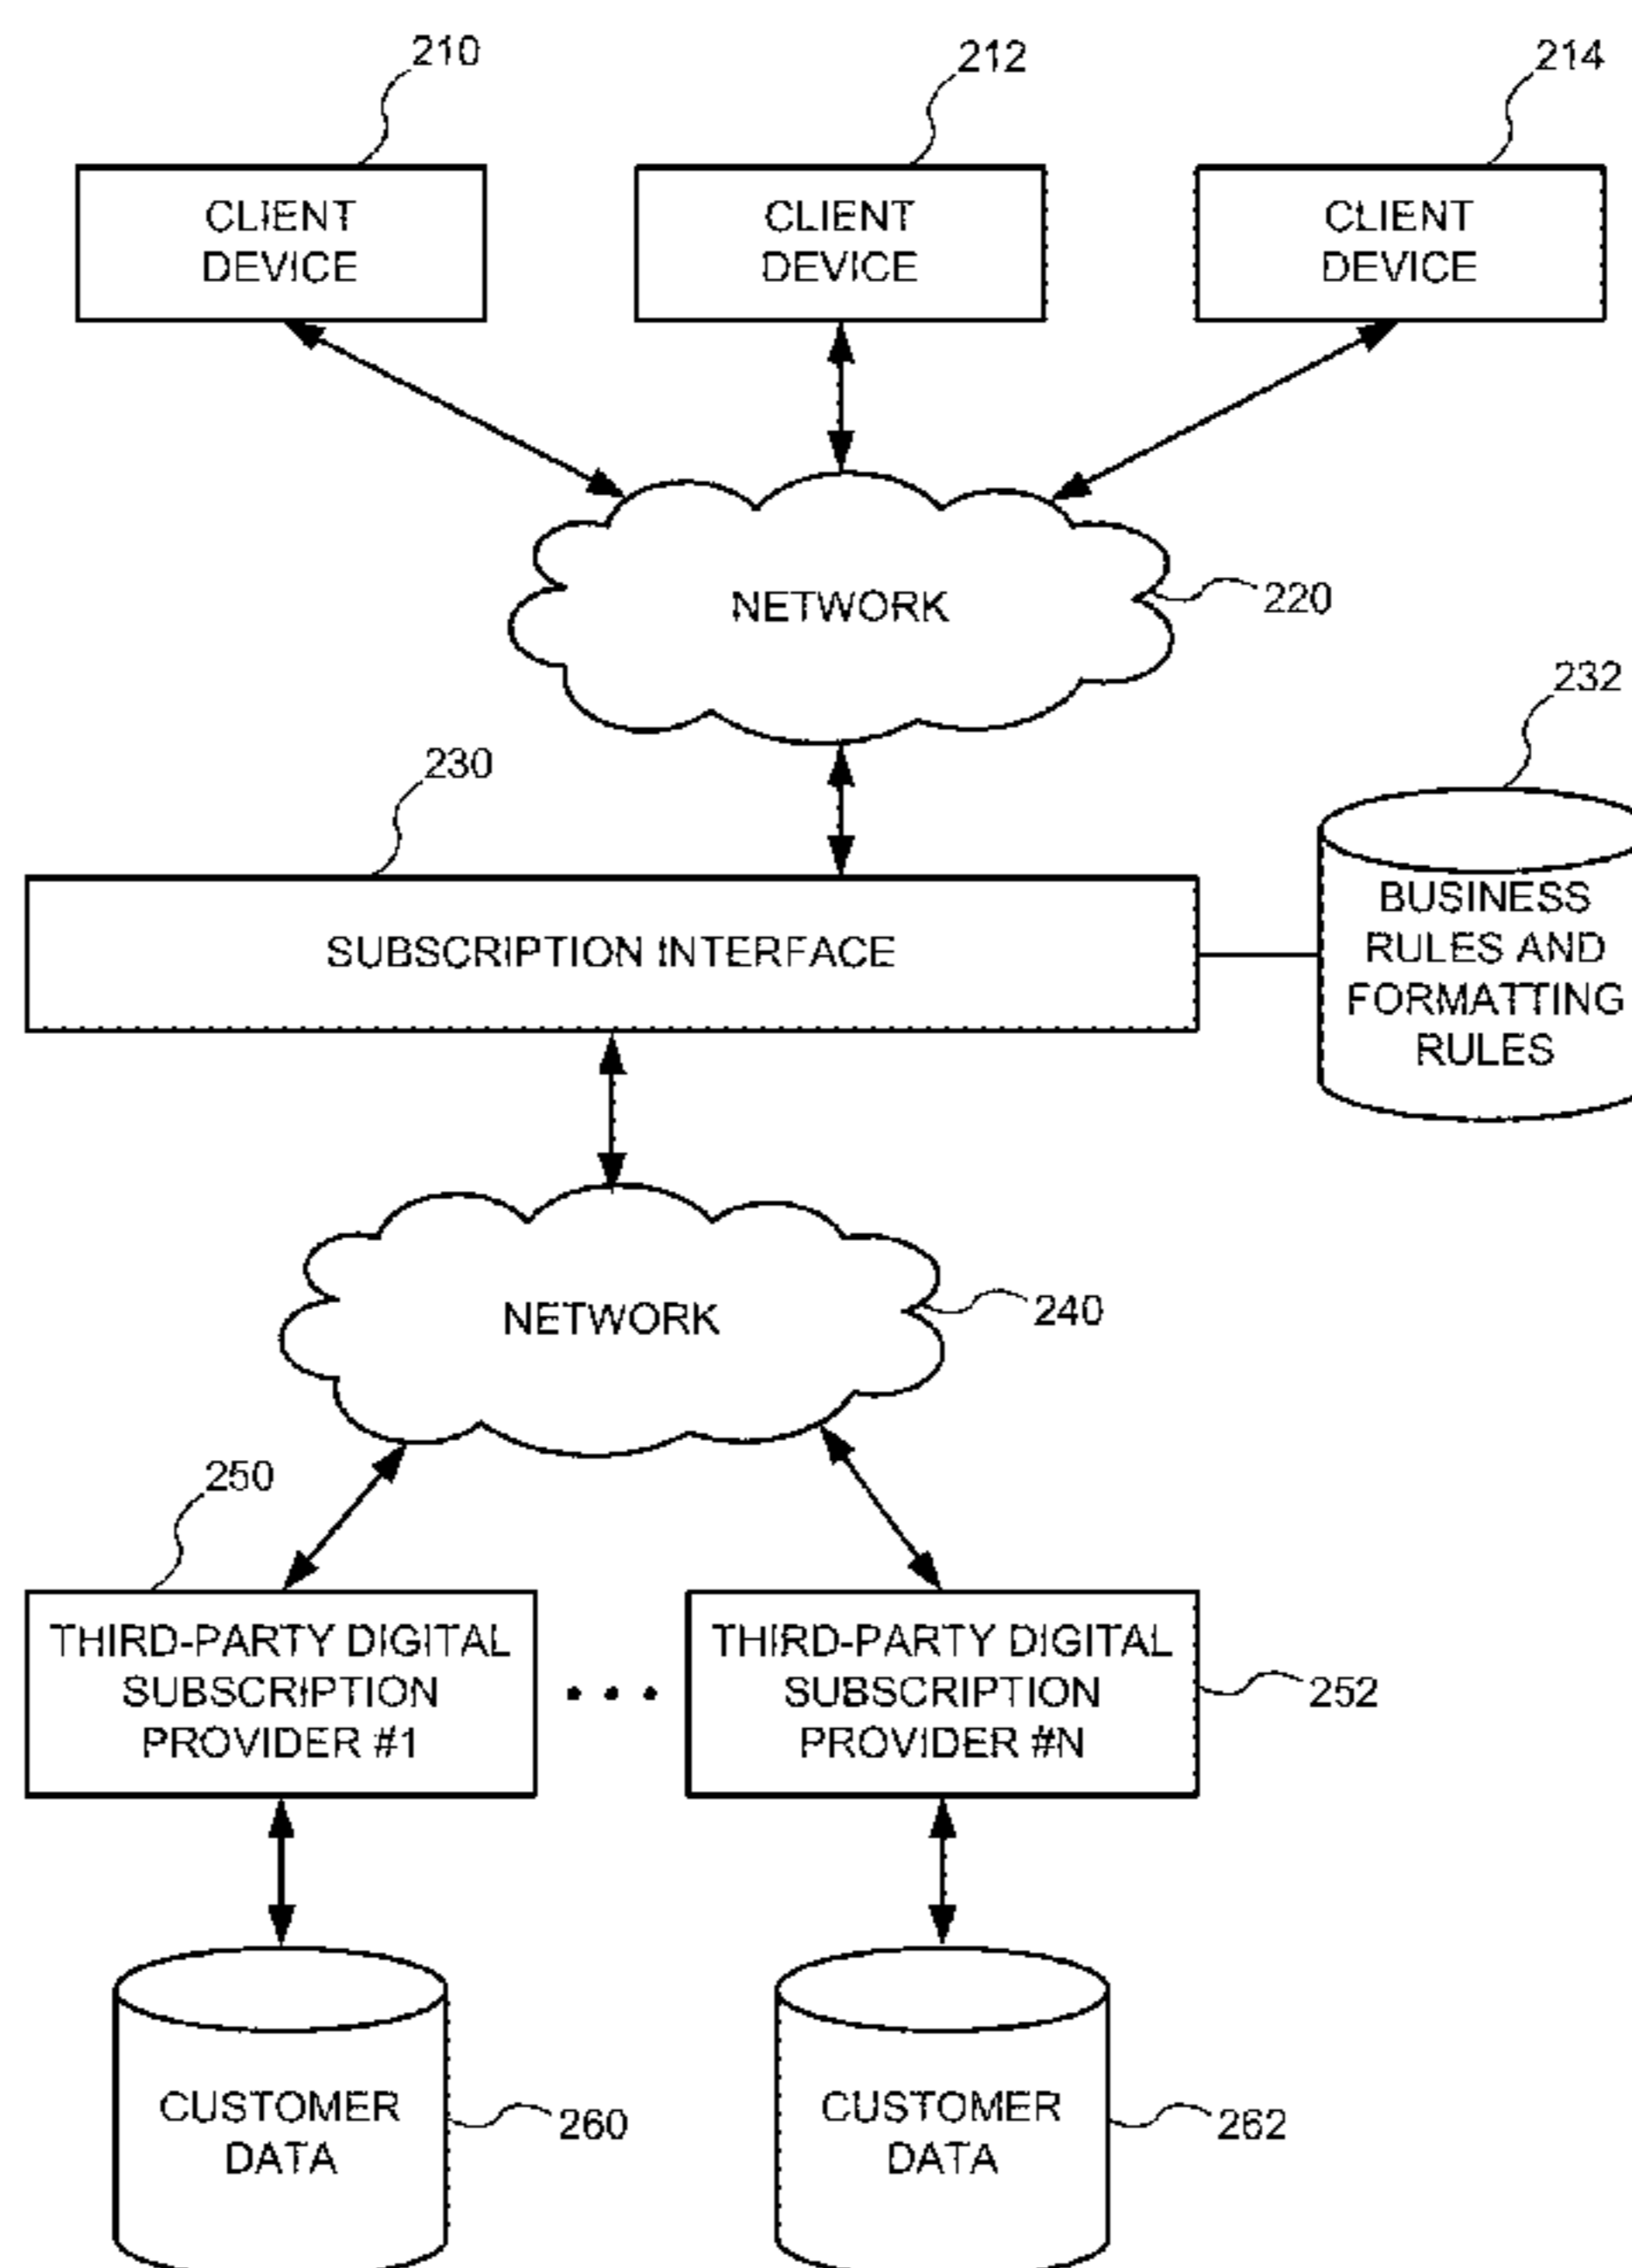 210
212
214
CLIENT
DEVICE
CLIENT
DEVICE
CLIENT
DEVICE
NETWORK
220
232
230
SUBSCRIPTION INTERFACE
BUSINESS
RULES AND
FORMATTING
RULES
NETWORK
240
250
THIRD-PARTY DIGITAL
SUBSCRIPTION
PROVIDER #1
• • •
THIRD-PARTY DIGITAL
SUBSCRIPTION
PROVIDER #N
252
CUSTOMER
DATA
260
CUSTOMER
DATA
262